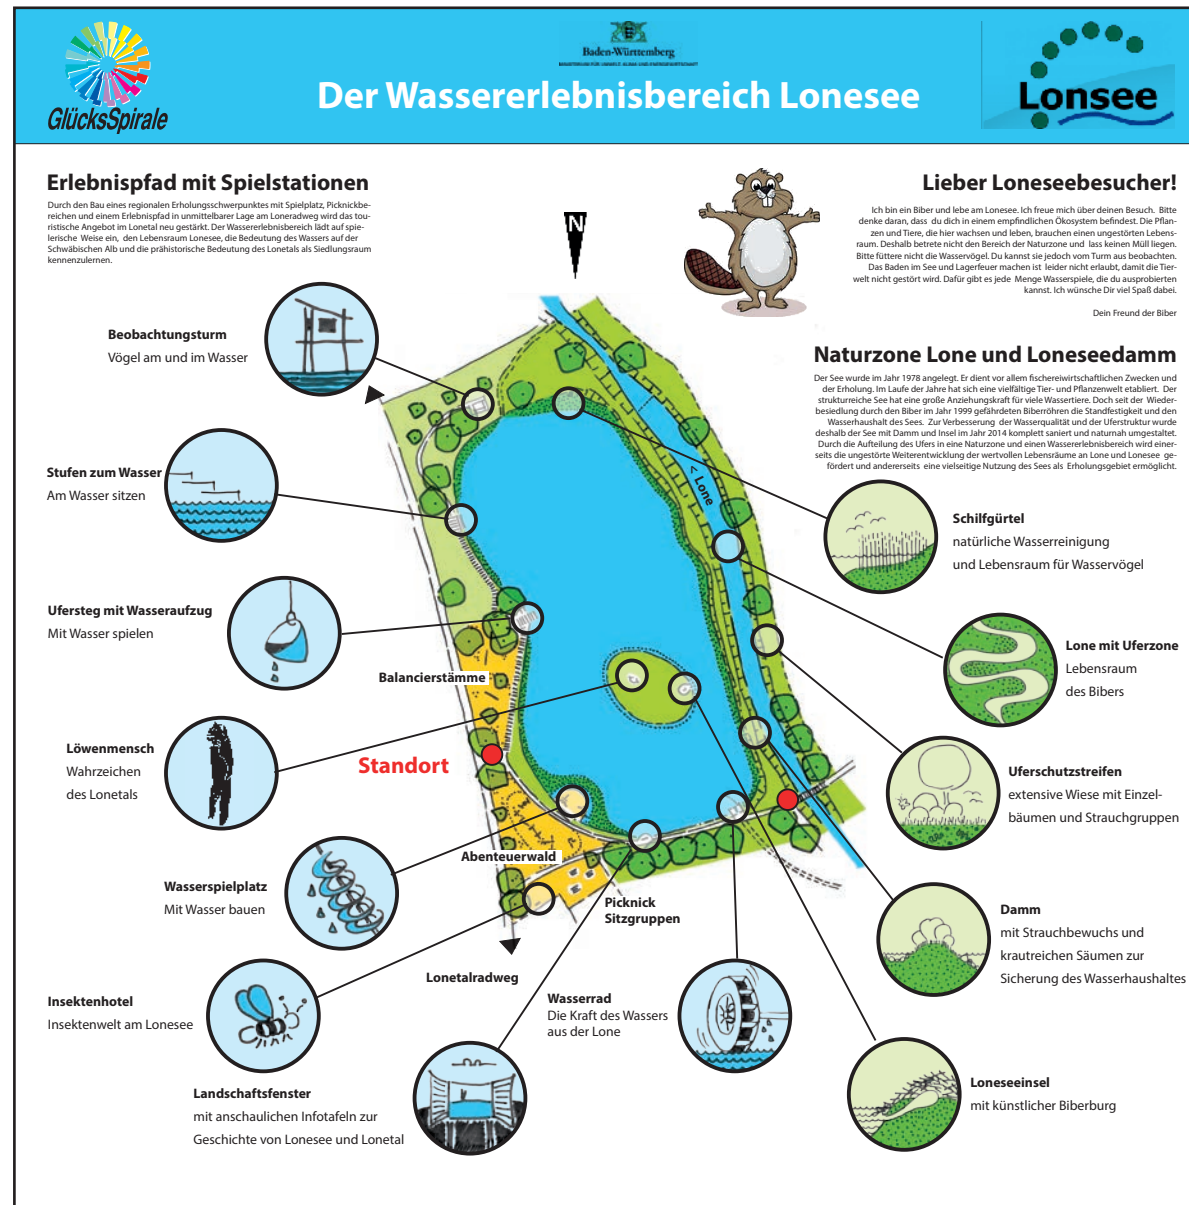 GlücksSpirale
Baden-Württemberg
MINISTERIUM FÜR UMWELT, KLIMA UND ENERGIEWIRTSCHAFT
Der Wassererlebnisbereich Lonesee
Lonsee
Erlebnispfad mit Spielstationen
Durch den Bau eines regionalen Erholungsschwerpunktes mit Spielplatz, Picknickbe-
reichen und einem Erlebnispfad in unmittelbarer Lage am Loneradweg wird das tou-
ristische Angebot im Lonetal neu gestärkt. Der Wassererlebnisbereich lädt auf spie-
lerische Weise ein, den Lebensraum Lonesee, die Bedeutung des Wassers auf der
Schwäbischen Alb und die prähistorische Bedeutung des Lonetals als Siedlungsraum
kennenzulernen.
N
Lieber Loneseebesucher!
Ich bin ein Biber und lebe am Lonesee. Ich freue mich über deinen Besuch. Bitte
denke daran, dass du dich in einem empfindlichen Ökosystem befindest. Die Pflan-
zen und Tiere, die hier wachsen und leben, brauchen einen ungestörten Lebens-
raum. Deshalb betrete nicht den Bereich der Naturzone und lass keinen Müll liegen.
Bitte füttere nicht die Wasservögel. Du kannst sie jedoch vom Turm aus beobachten.
Das Baden im See und Lagerfeuer machen ist leider nicht erlaubt, damit die Tier-
welt nicht gestört wird. Dafür gibt es jede Menge Wasserspiele, die du ausprobierten
kannst. Ich wünsche Dir viel Spaß dabei.
Dein Freund der Biber
Naturzone Lone und Loneseedamm
Der See wurde im Jahr 1978 angelegt. Er dient vor allem fischereiwirtschaftlichen Zwecken und
der Erholung. Im Laufe der Jahre hat sich eine vielfältige Tier- und Pflanzenwelt etabliert. Der
strukturreiche See hat eine große Anziehungskraft für viele Wassertiere. Doch seit der Wieder-
besiedlung durch den Biber im Jahr 1999 gefährdeten Biberröhren die Standfestigkeit und den
Wasserhaushalt des Sees. Zur Verbesserung der Wasserqualität und der Uferstruktur wurde
deshalb der See mit Damm und Insel im Jahr 2014 komplett saniert und naturnah umgestaltet.
Durch die Aufteilung des Ufers in eine Naturzone und einen Wassererlebnisbereich wird einer-
seits die ungestörte Weiterentwicklung der wertvollen Lebensräume an Lone und Lonesee ge-
fördert und andererseits eine vielseitige Nutzung des Sees als Erholungsgebiet ermöglicht.
Beobachtungsturm
Vögel am und im Wasser
Stufen zum Wasser
Am Wasser sitzen
Ufersteg mit Wasseraufzug
Mit Wasser spielen
Löwenmensch
Wahrzeichen
des Lonetals
Wasserspielplatz
Mit Wasser bauen
Insektenhotel
Insektenwelt am Lonesee
Landschaftsfenster
mit anschaulichen Infotafeln zur
Geschichte von Lonesee und Lonetal
< Lone
Balancierstämme
Standort
Abenteuerwald
Picknick
Sitzgruppen
Lonetalradweg
Wasserrad
Die Kraft des Wassers
aus der Lone
Schilfgürtel
natürliche Wasserreinigung
und Lebensraum für Wasservögel
Lone mit Uferzone
Lebensraum
des Bibers
Uferschutzstreifen
extensive Wiese mit Einzel-
bäumen und Strauchgruppen
Damm
mit Strauchbewuchs und
krautreichen Säumen zur
Sicherung des Wasserhaushaltes
Loneseeinsel
mit künstlicher Biberburg